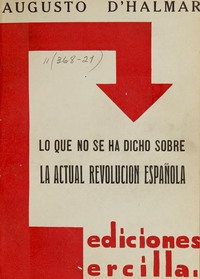 AUGUSTO D'HALMAR
11(368-21)
LO QUE NO SE HA DICHO SOBRE
LA ACTUAL REVOLUCION ESPAÑOLA
ediciones
ercilla.